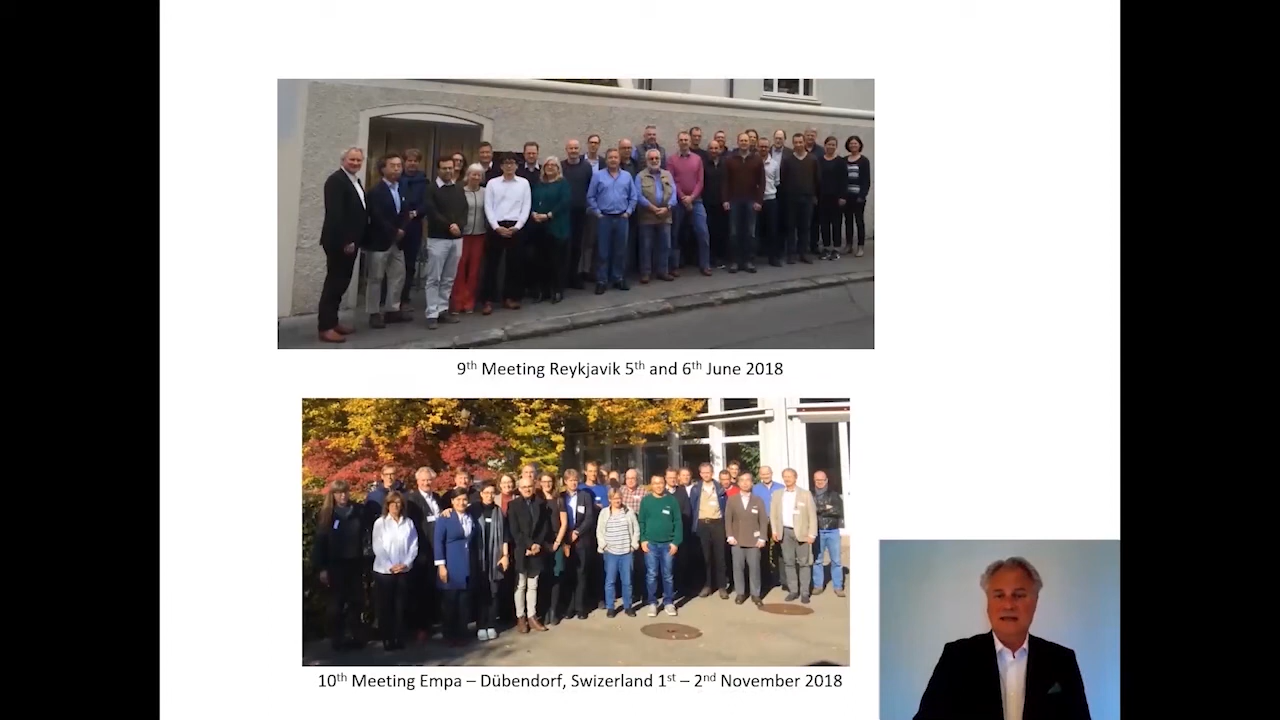 9th Meeting Reykjavik 5th and 6th June 2018
10th Meeting Empa – Dübendorf, Swizerland 1st – 2nd November 2018